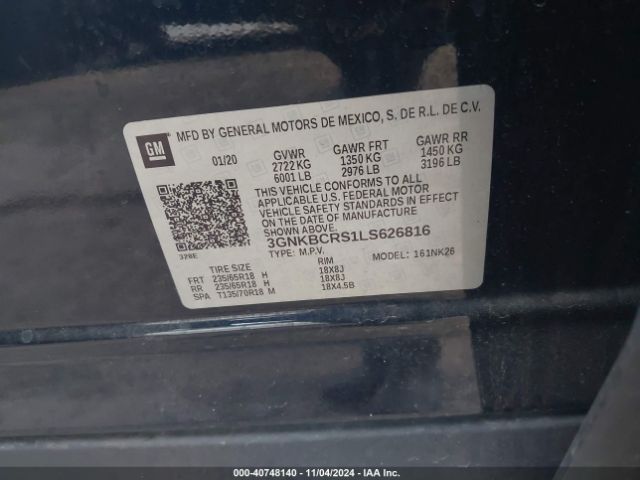 GM
MFD BY GENERAL MOTORS DE MEXICO, S. DE R.L. DE C.V.
01/20 GVWR GAWR FRT GAWR RR
2722 KG 1350 KG 1450 KG
6001 LB 2976 LB 3196 LB
THIS VEHICLE CONFORMS TO ALL
APPLICABLE U.S. FEDERAL MOTOR
VEHICLE SAFETY STANDARDS IN
EFFECT ON THE DATE OF MANUFACTURE
SHOWN ABOVE.
3GNKBCRS1LS626816
328E
TYPE: M.P.V. MODEL: 161NK26
TIRE SIZE RIM
FRT 235/65R18 H 18X8J
RR 235/65R18 H 18X8J
SPA T135/70R18 M 18X4.5B
000-40748140 - 11/04/2024 - IAA Inc.